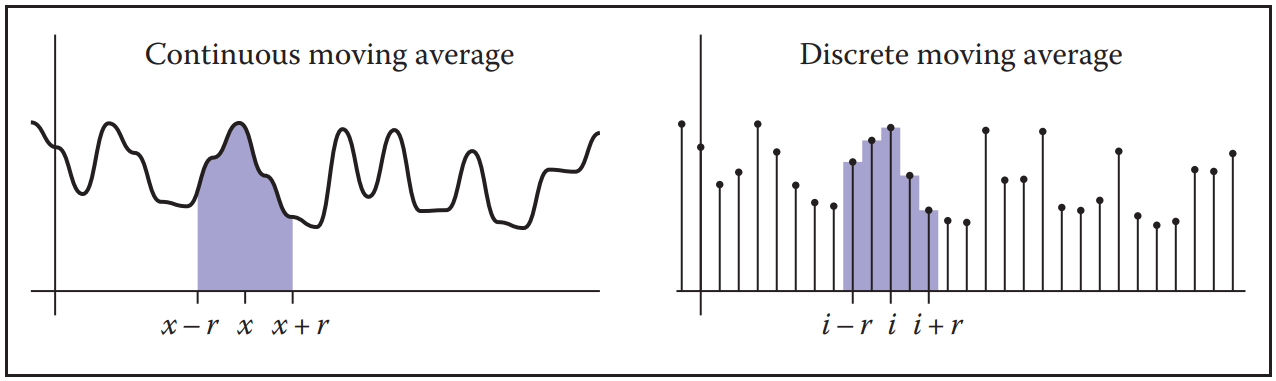 Continuous moving average
x – r x x + r
Discrete moving average
i – r i i + r